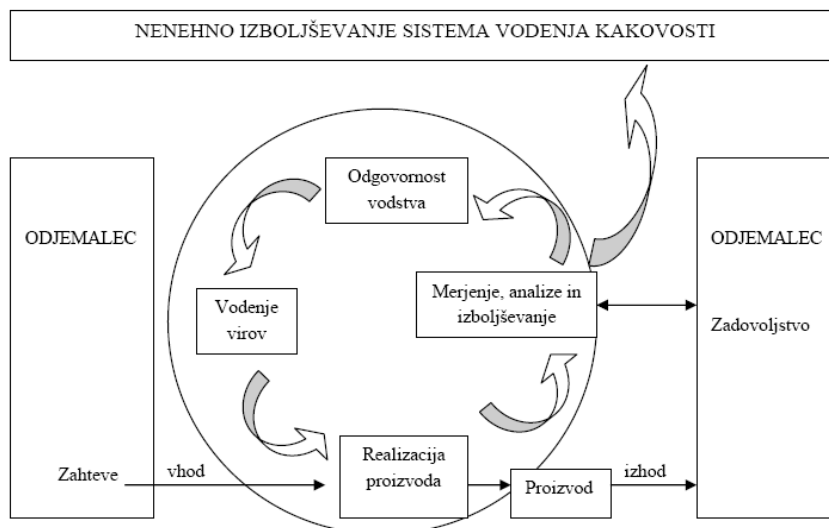 NENEHNO IZBOLJŠEVANJE SISTEMA VODENJA KAKOVOSTI
ODJEMALEC
Zahteve
vhod
Odgovornost
vodstva
Vodenje
virov
Merjenje, analize in
izboljševanje
Realizacija
proizvoda
Proizvod
izhod
ODJEMALEC
Zadovoljstvo